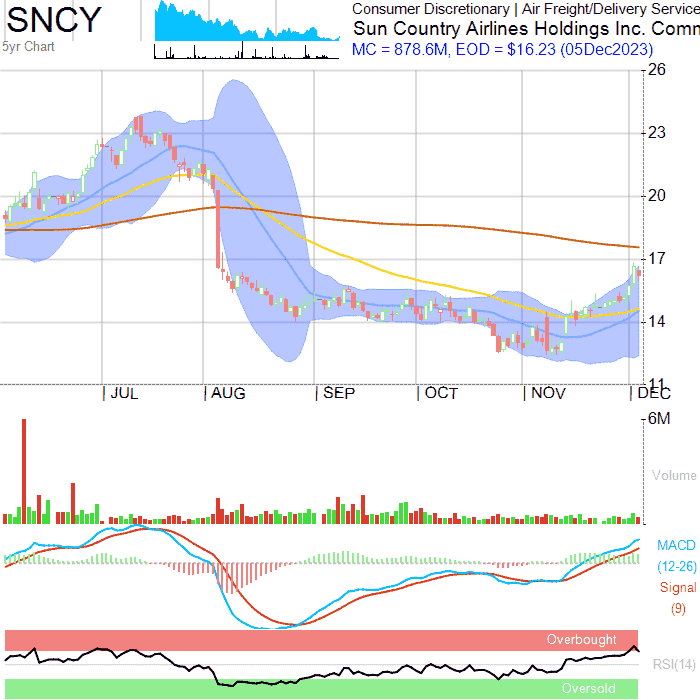 SNCY
5yr Chart
Consumer Discretionary | Air Freight/Delivery Service
Sun Country Airlines Holdings Inc. Comm
MC = 878.6M, EOD = $16.23 (05Dec2023)
26
23
20
17
14
11
JUL AUG SEP OCT NOV DEC
6M
Volume
MACD
(12-26)
Signal
(9)
Overbought
RSI(14)
Oversold